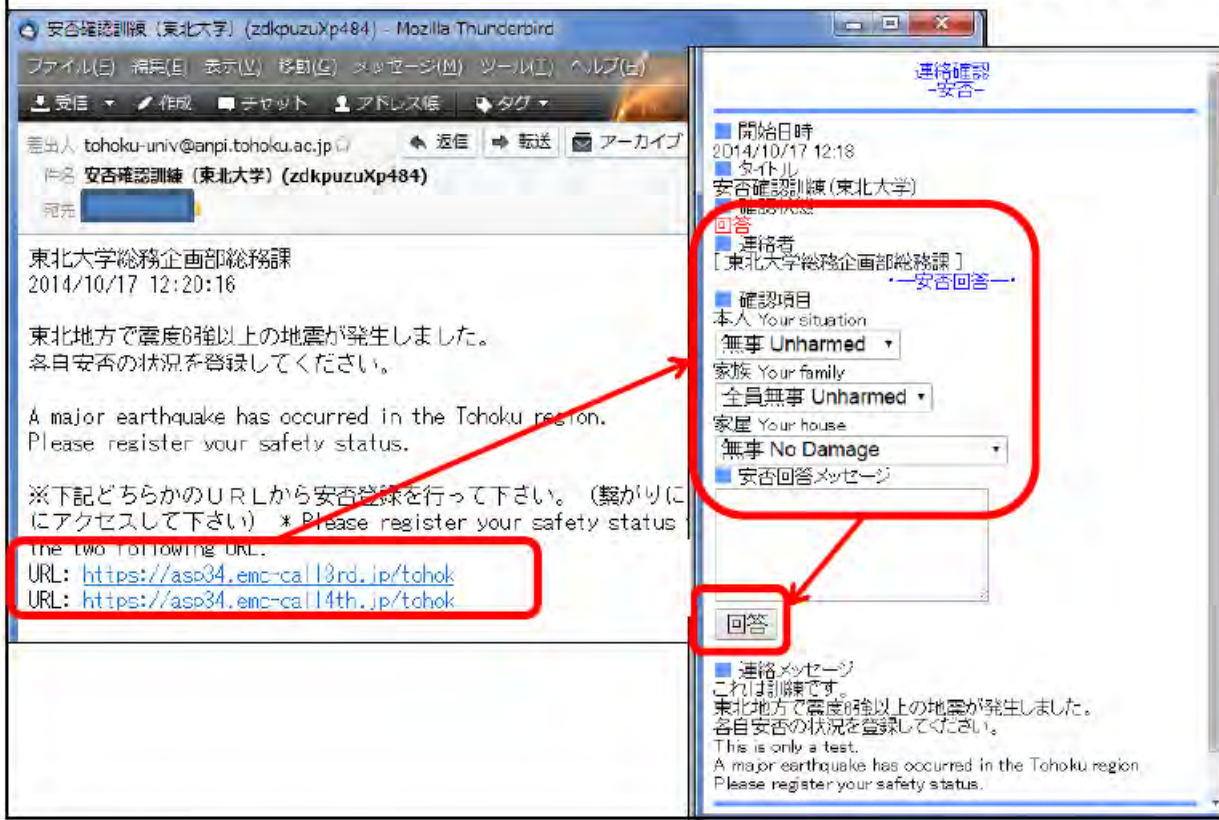 安否確認訓練（東北大学）(zdkpuzuXp484) - Mozilla Thunderbird
ファイル(F) 編集(E) 表示(V) 移動(G) メッセージ(M) ツール(T) ヘルプ(H)
受信 作成 チャット アドレス帳 タグ
差出人 tohoku-univ@anpi.tohoku.ac.jp 返信 転送 アーカイブ
件名 安否確認訓練（東北大学）(zdkpuzuXp484)
宛先
東北大学総務企画部総務課
2014/10/17 12:20:16
東北地方で震度6強以上の地震が発生しました。
各自安否の状況を登録してください。
A major earthquake has occurred in the Tohoku region.
Please register your safety status.
※下記どちらかのＵＲＬから安否登録を行って下さい。（繋がりに
にアクセスして下さい） * Please register your safety status
the two following URL.
URL: https://asp34.emc-call3rd.jp/tohok
URL: https://asp34.emc-call4th.jp/tohok
連絡確認
-安否-
開始日時
2014/10/17 12:18
タイトル
安否確認訓練(東北大学)
確認状態
回答
連絡者
[ 東北大学総務企画部総務課 ]
・―安否回答―・
確認項目
本人 Your situation
無事 Unharmed
家族 Your family
全員無事 Unharmed
家屋 Your house
無事 No Damage
安否回答メッセージ
回答
連絡メッセージ
これは訓練です。
東北地方で震度6強以上の地震が発生しました。
各自安否の状況を登録してください。
This is only a test.
A major earthquake has occurred in the Tohoku region
Please register your safety status.